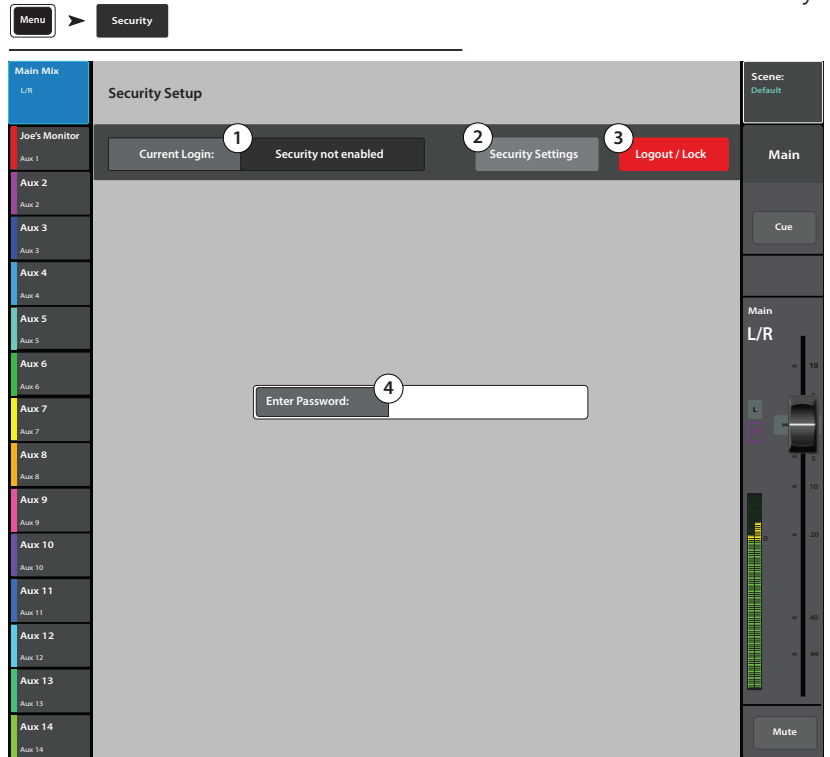 Menu
Security
Main Mix
L/R
Joe's Monitor
Aux 1
Aux 2
Aux 2
Aux 3
Aux 3
Aux 4
Aux 4
Aux 5
Aux 5
Aux 6
Aux 6
Aux 7
Aux 7
Aux 8
Aux 8
Aux 9
Aux 9
Aux 10
Aux 10
Aux 11
Aux 11
Aux 12
Aux 12
Aux 13
Aux 13
Aux 14
Aux 14
Security Setup
1
Current Login:
Security not enabled
2
Security Settings
3
Logout / Lock
4
Enter Password:
Scene:
Default
Main
Cue
Main
L/R
10
L
5
10
0
20
40
∞
Mute